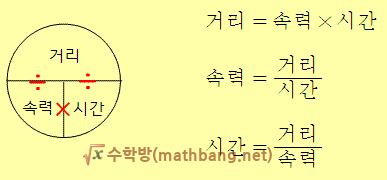 거리
÷ ÷
속력 × 시간
거리 = 속력 × 시간
속력 = 거리/시간
시간 = 거리/속력
√x 수학방(mathbang.net)